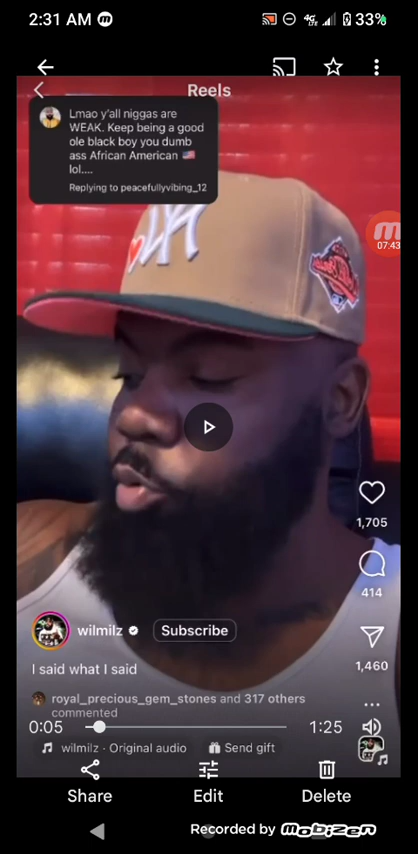 2:31 AM
4G
LTE
33%
Reels
Lmao y'all niggas are
WEAK. Keep being a good
ole black boy you dumb
ass African American 🇺🇸
lol....
Replying to peacefullyvibing_12
07:43
1,705
414
wilmilz
Subscribe
1,460
I said what I said
royal_precious_gem_stones and 317 others
commented
0:05
1:25
wilmilz · Original audio
Send gift
Share
Edit
Delete
Recorded by mobizen